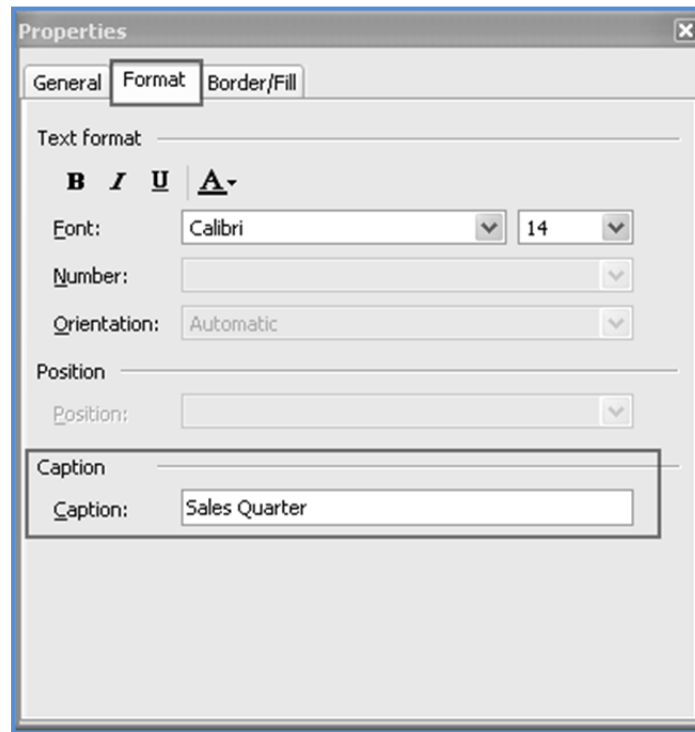 Properties
General Format Border/Fill
Text format
B I U A
Font: Calibri 14
Number:
Orientation: Automatic
Position
Position:
Caption
Caption: Sales Quarter